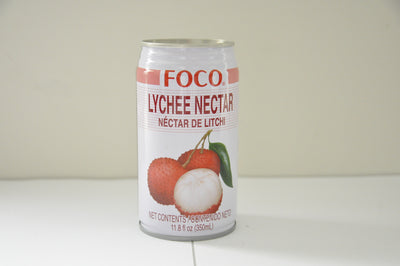 FOCO®
LYCHEE NECTAR
NÉCTAR DE LITCHI
NET CONTENTS / CONTENIDO NETO
11.8 fl oz (350mL)